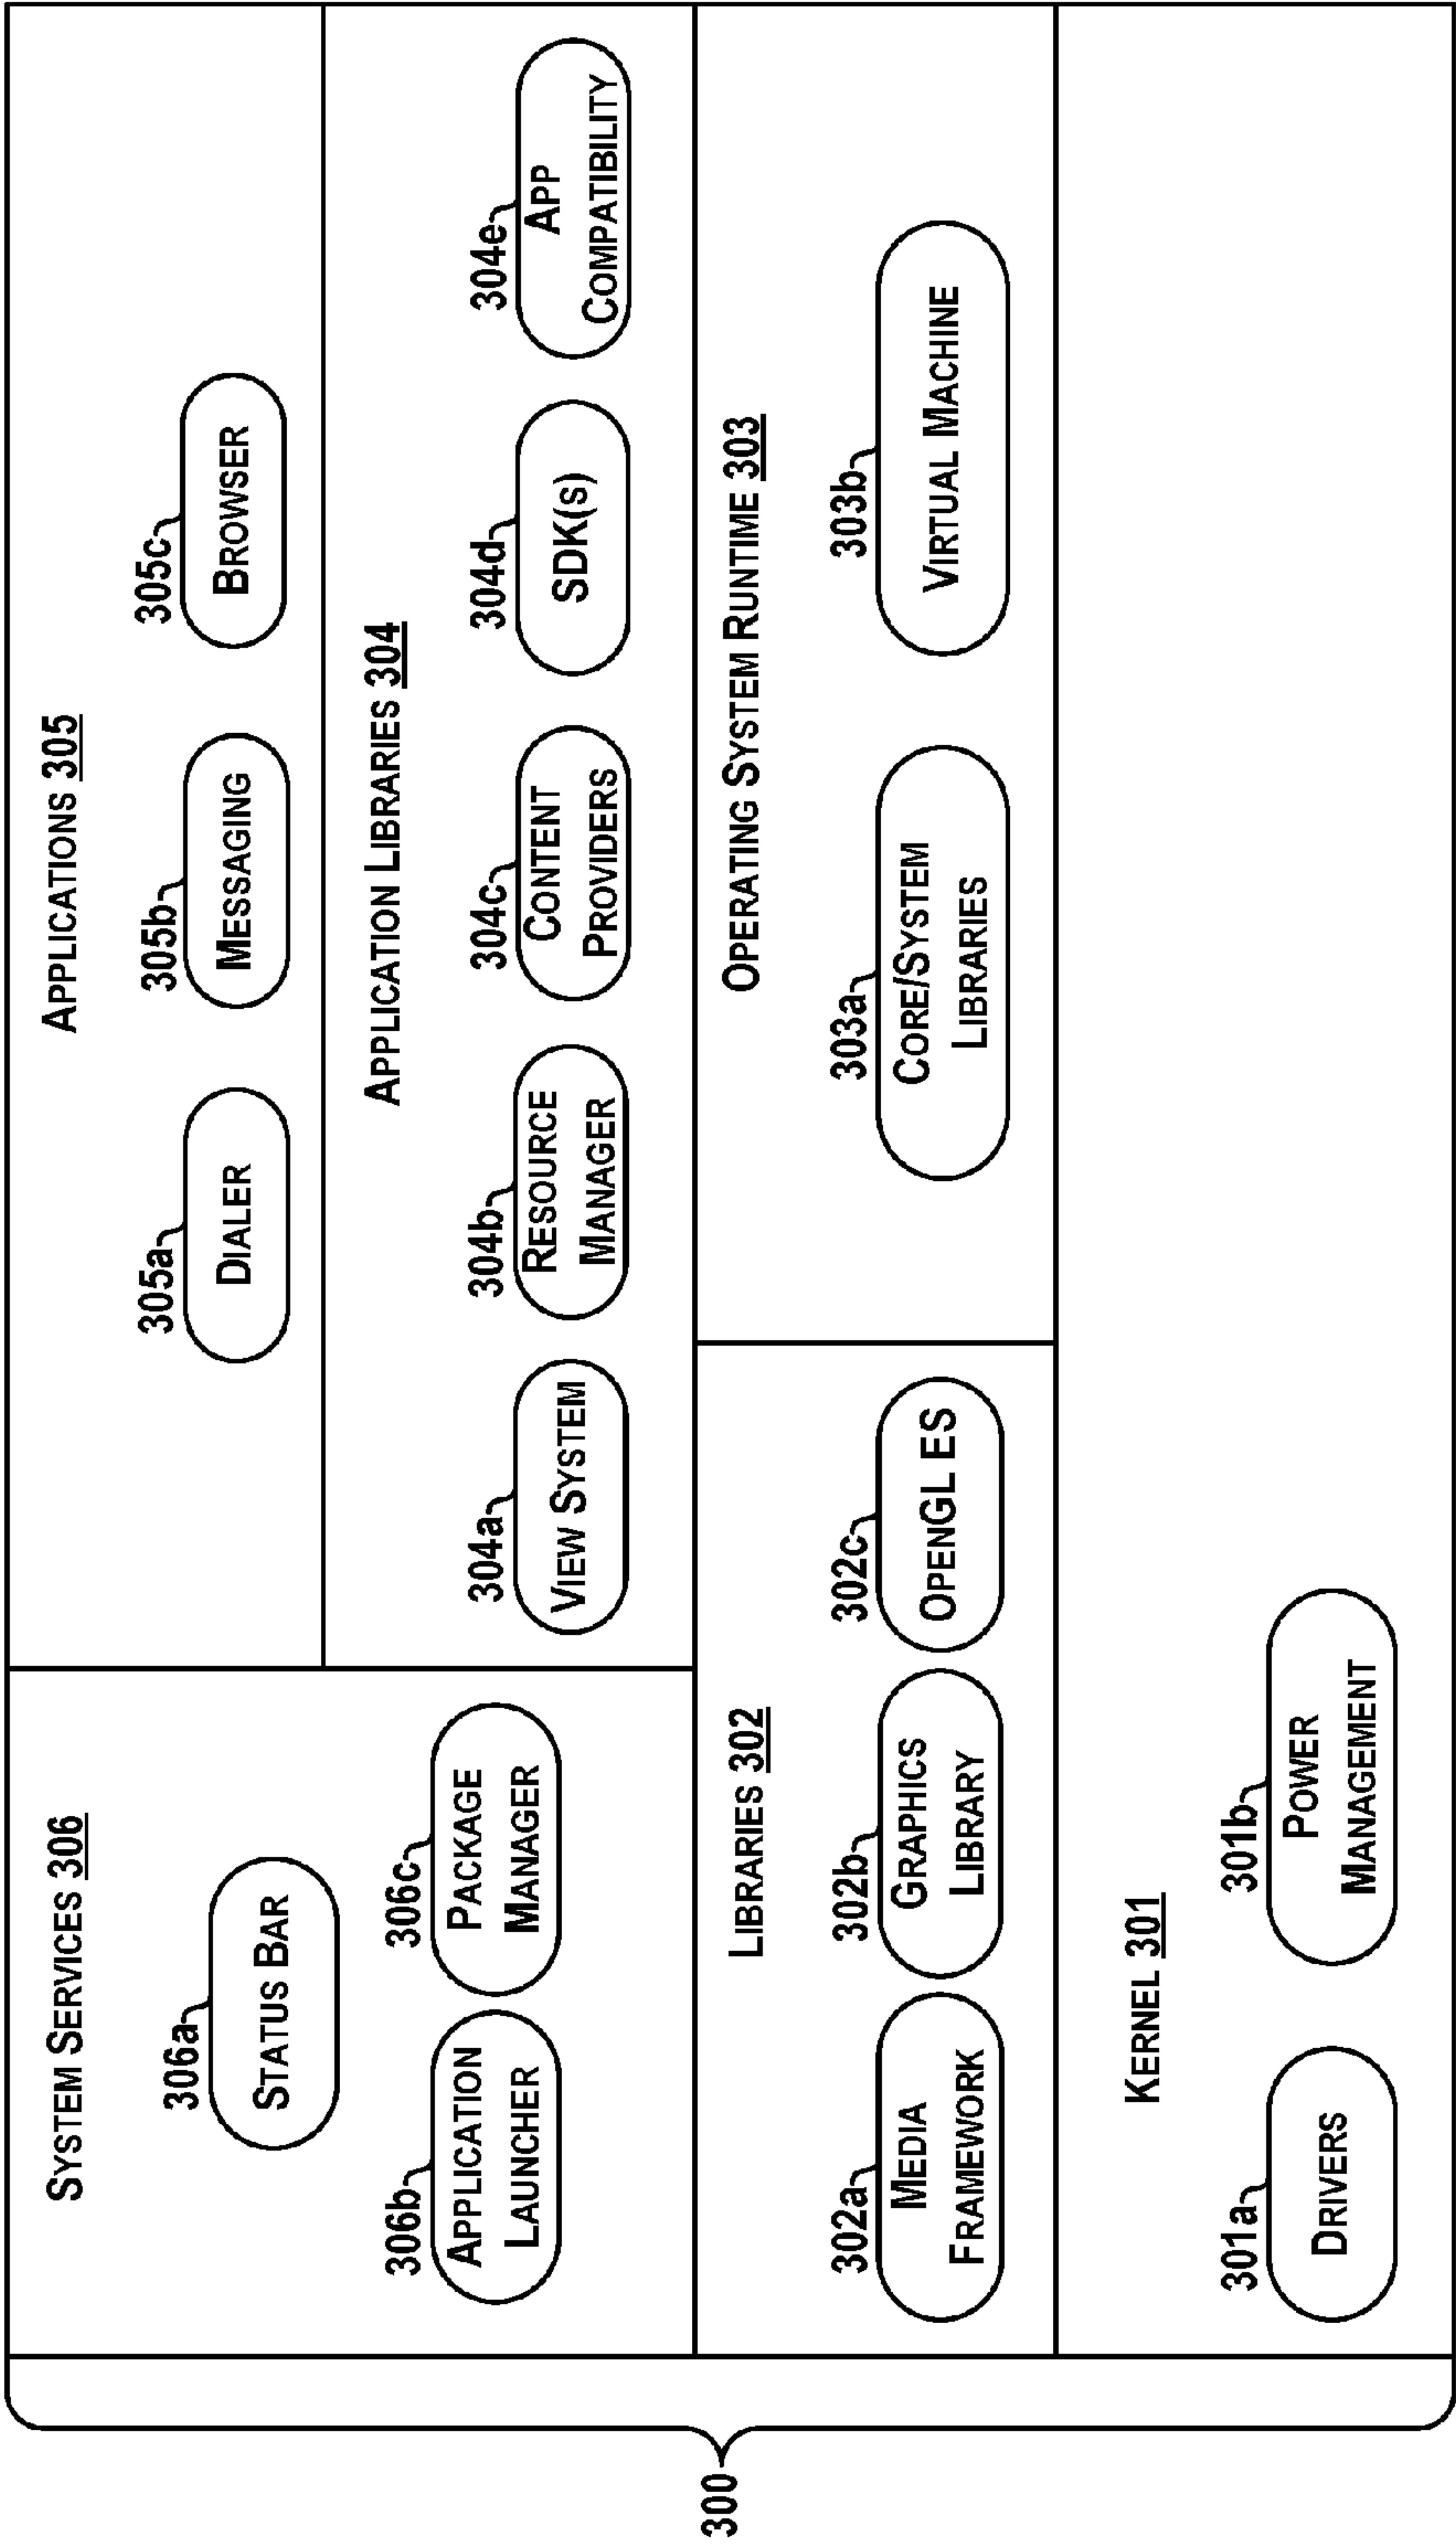 300
SYSTEM SERVICES 306
306a
STATUS BAR
306b
APPLICATION
LAUNCHER
306c
PACKAGE
MANAGER
APPLICATIONS 305
305a
DIALER
305b
MESSAGING
305c
BROWSER
APPLICATION LIBRARIES 304
304a
VIEW SYSTEM
304b
RESOURCE
MANAGER
304c
CONTENT
PROVIDERS
304d
SDK(S)
304e
APP
COMPATIBILITY
LIBRARIES 302
302a
MEDIA
FRAMEWORK
302b
GRAPHICS
LIBRARY
302c
OPENGL ES
OPERATING SYSTEM RUNTIME 303
303a
CORE/SYSTEM
LIBRARIES
303b
VIRTUAL MACHINE
KERNEL 301
301a
DRIVERS
301b
POWER
MANAGEMENT